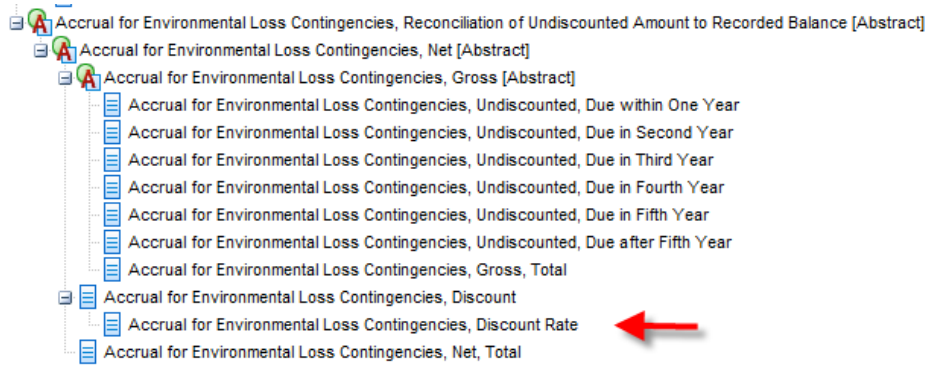 Accrual for Environmental Loss Contingencies, Reconciliation of Undiscounted Amount to Recorded Balance [Abstract]
Accrual for Environmental Loss Contingencies, Net [Abstract]
Accrual for Environmental Loss Contingencies, Gross [Abstract]
Accrual for Environmental Loss Contingencies, Undiscounted, Due within One Year
Accrual for Environmental Loss Contingencies, Undiscounted, Due in Second Year
Accrual for Environmental Loss Contingencies, Undiscounted, Due in Third Year
Accrual for Environmental Loss Contingencies, Undiscounted, Due in Fourth Year
Accrual for Environmental Loss Contingencies, Undiscounted, Due in Fifth Year
Accrual for Environmental Loss Contingencies, Undiscounted, Due after Fifth Year
Accrual for Environmental Loss Contingencies, Gross, Total
Accrual for Environmental Loss Contingencies, Discount
Accrual for Environmental Loss Contingencies, Discount Rate
Accrual for Environmental Loss Contingencies, Net, Total